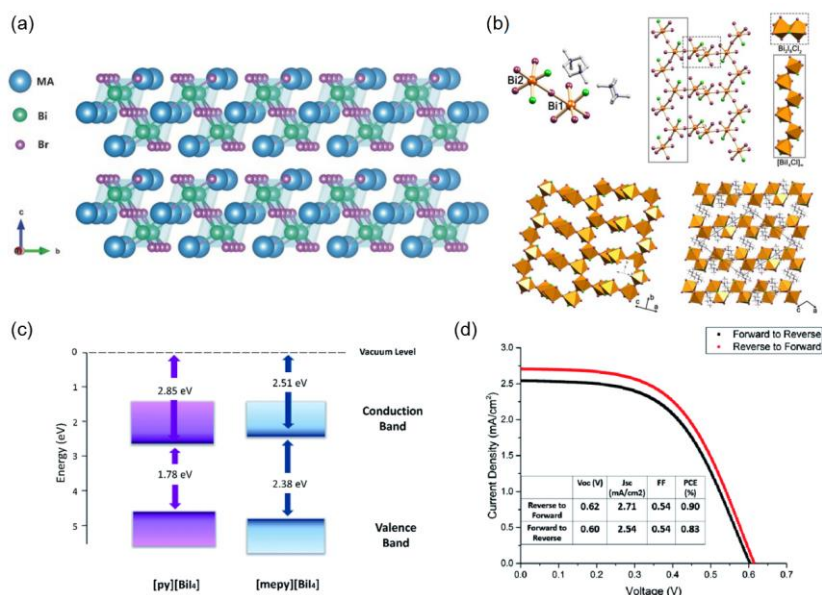 (a)
MA
Bi
Br
c
b
(b)
Bi2
Bi1
[BiI₄Cl]ₙ
c
b
a
c
a
(c)
0
Vacuum Level
1
2.85 eV
2.51 eV
Conduction
Band
2
3
1.78 eV
2.38 eV
4
5
Valence
Band
Energy (eV)
[py][BiI₄]
[mepy][BiI₄]
(d)
Forward to Reverse
Reverse to Forward
3.0
2.5
2.0
1.5
1.0
0.5
0.0
Current Density (mA/cm²)
Voc (V) Jsc (mA/cm2) FF PCE (%)
Reverse to Forward 0.62 2.71 0.54 0.90
Forward to Reverse 0.60 2.54 0.54 0.83
0.0 0.1 0.2 0.3 0.4 0.5 0.6 0.7
Voltage (V)